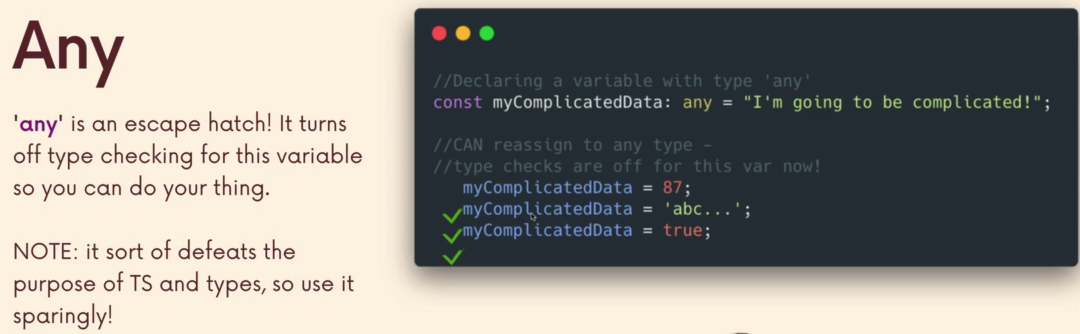 Any
'any' is an escape hatch! It turns
off type checking for this variable
so you can do your thing.
NOTE: it sort of defeats the
purpose of TS and types, so use it
sparingly!
//Declaring a variable with type 'any'
const myComplicatedData: any = "I'm going to be complicated!";
//CAN reassign to any type -
//type checks are off for this var now!
myComplicatedData = 87;
myComplicatedData = 'abc...';
myComplicatedData = true;